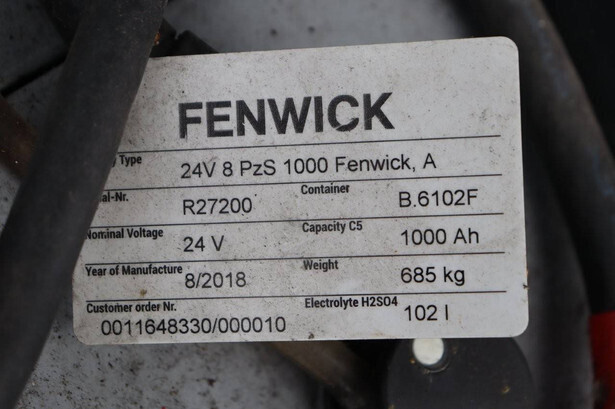 FENWICK
Type 24V 8 PzS 1000 Fenwick, A
R27200 Container B.6102F
Nominal Voltage 24 V Capacity C5 1000 Ah
Year of Manufacture 8/2018 Weight 685 kg
Customer order Nr. 0011648330/000010 Electrolyte H2SO4 102 l